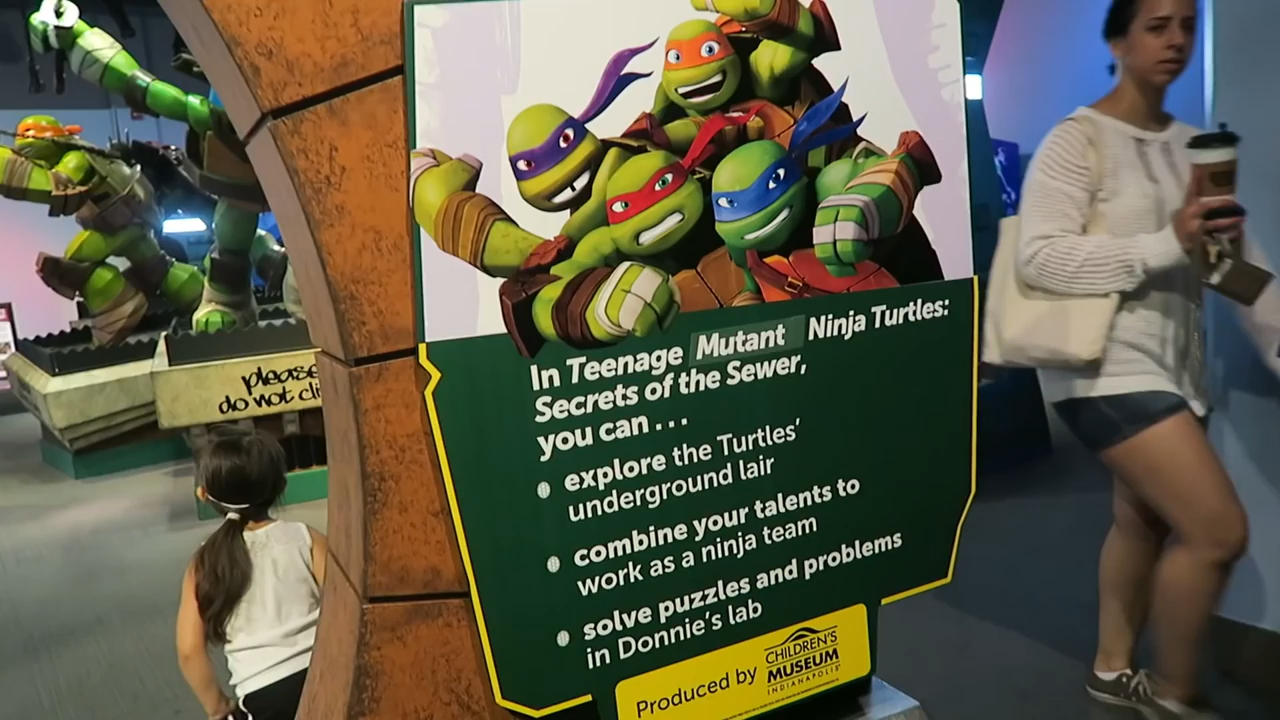 please
do not cli
In Teenage Mutant Ninja Turtles:
Secrets of the Sewer,
you can . . .
explore the Turtles'
underground lair
combine your talents to
work as a ninja team
solve puzzles and problems
in Donnie's lab
Produced by
CHILDREN'S
MUSEUM
INDIANAPOLIS